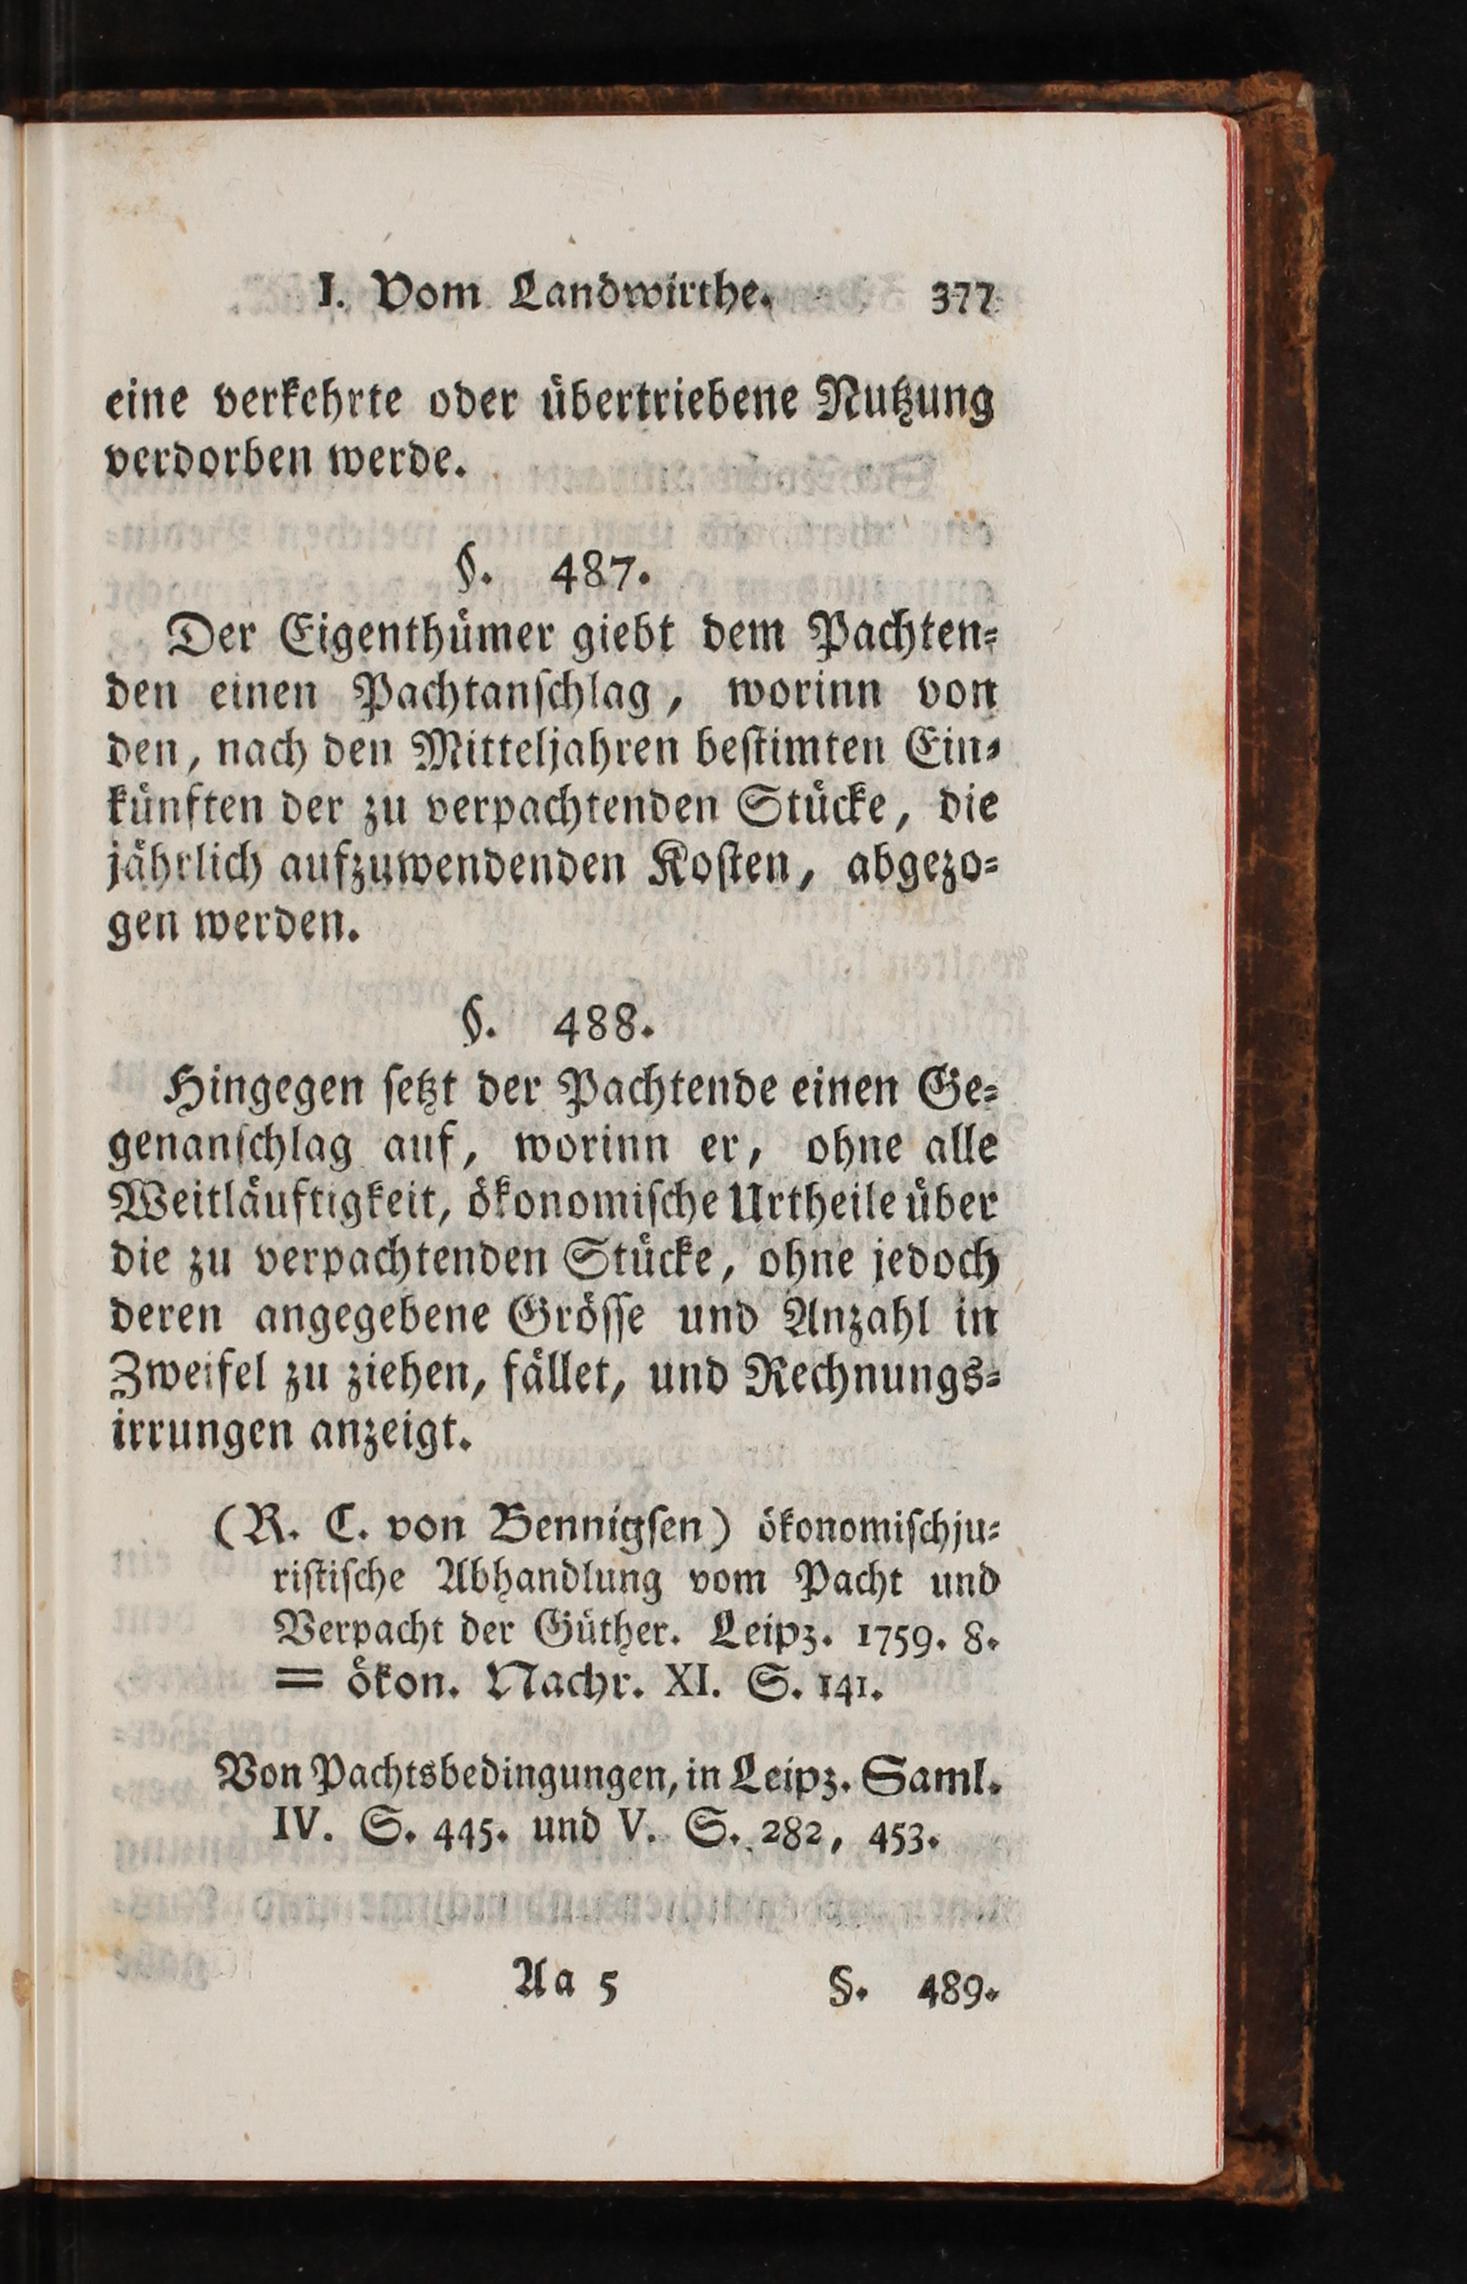 I. Vom Landwirthe. 377
eine verkehrte oder übertriebene Nutzung
verdorben werde.
§. 487.
Der Eigenthümer giebt dem Pachten⸗
den einen Pachtanſchlag, worinn von
den, nach den Mitteljahren beſtimten Ein⸗
künften der zu verpachtenden Stücke, die
jährlich aufzuwendenden Koſten, abgezo⸗
gen werden.
§. 488.
Hingegen ſetzt der Pachtende einen Ge⸗
genanſchlag auf, worinn er, ohne alle
Weitläuftigkeit, ökonomiſche Urtheile über
die zu verpachtenden Stücke, ohne jedoch
deren angegebene Gröſſe und Anzahl in
Zweifel zu ziehen, fället, und Rechnungs⸗
irrungen anzeigt.
(R. C. von Bennigſen) ökonomiſchju⸗
riſtiſche Abhandlung vom Pacht und
Verpacht der Güther. Leipz. 1759. 8.
= ökon. Nachr. XI. S. 141.
Von Pachtsbedingungen, in Leipz. Saml.
IV. S. 445. und V. S. 282, 453.
Aa 5 §. 489.